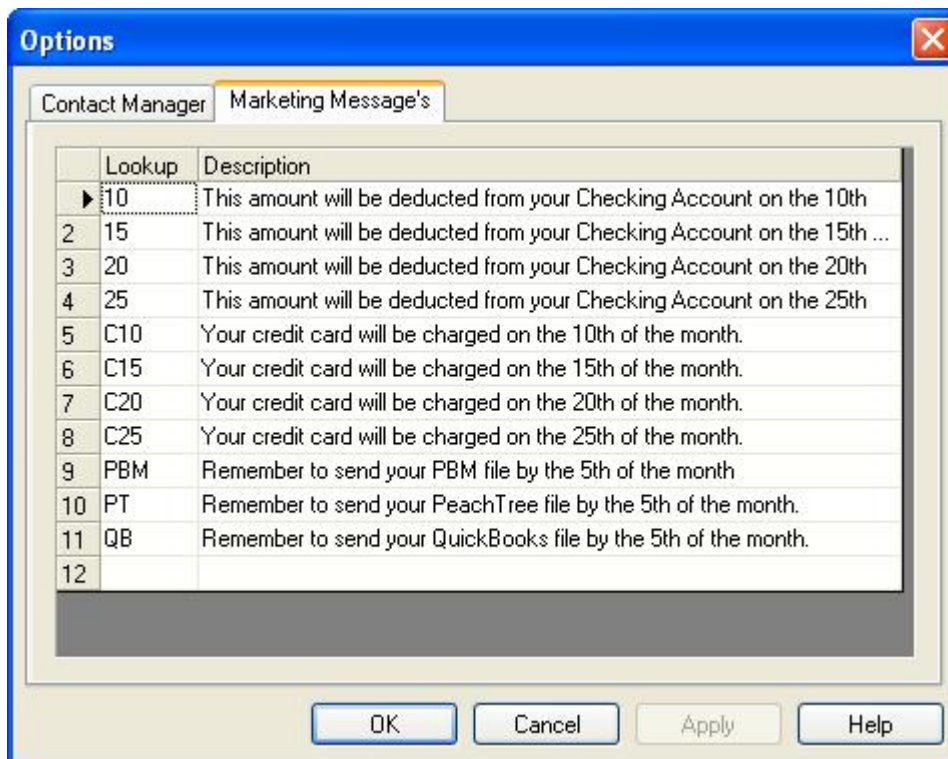 Options
Contact Manager Marketing Message's
Lookup Description
10 This amount will be deducted from your Checking Account on the 10th
2 15 This amount will be deducted from your Checking Account on the 15th ...
3 20 This amount will be deducted from your Checking Account on the 20th
4 25 This amount will be deducted from your Checking Account on the 25th
5 C10 Your credit card will be charged on the 10th of the month.
6 C15 Your credit card will be charged on the 15th of the month.
7 C20 Your credit card will be charged on the 20th of the month.
8 C25 Your credit card will be charged on the 25th of the month.
9 PBM Remember to send your PBM file by the 5th of the month
10 PT Remember to send your PeachTree file by the 5th of the month.
11 QB Remember to send your QuickBooks file by the 5th of the month.
12
OK Cancel Apply Help